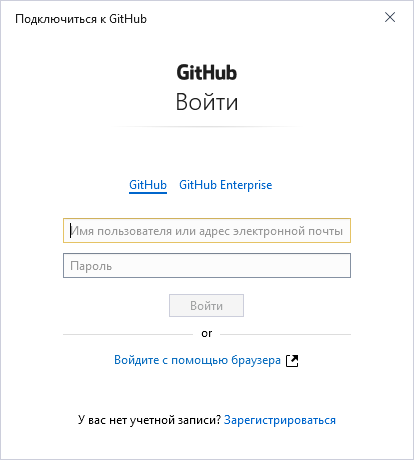 Подключиться к GitHub
GitHub
Войти
GitHub GitHub Enterprise
Имя пользователя или адрес электронной почты
Пароль
Войти
or
Войдите с помощью браузера
У вас нет учетной записи? Зарегистрироваться